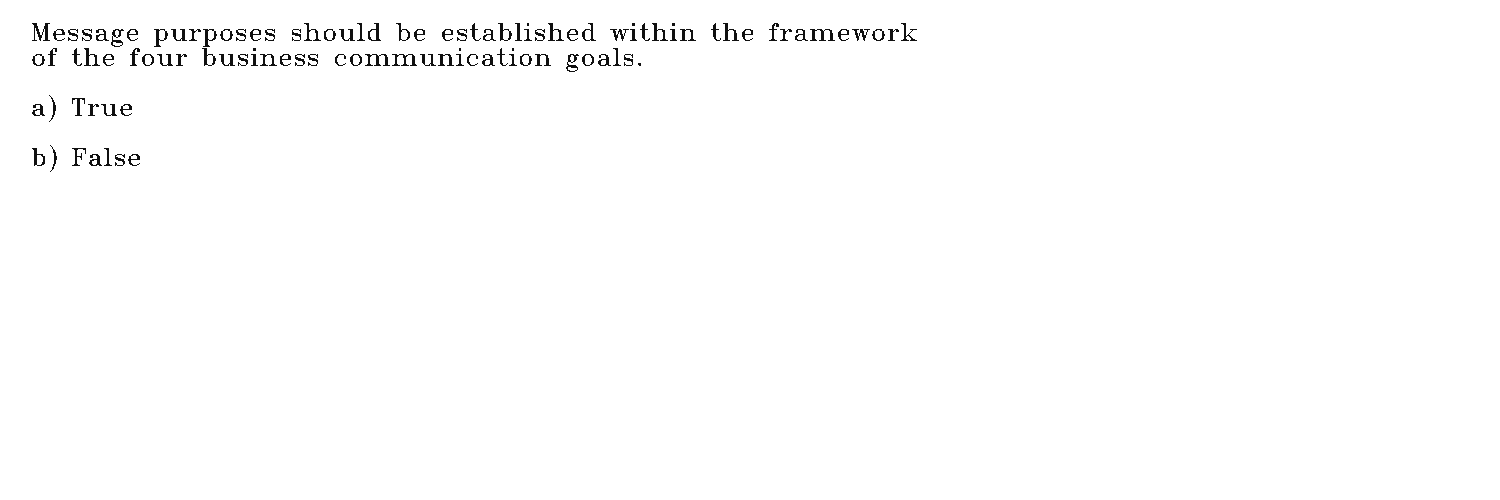 Message purposes should be established within the framework
of the four business communication goals.
a) True
b) False